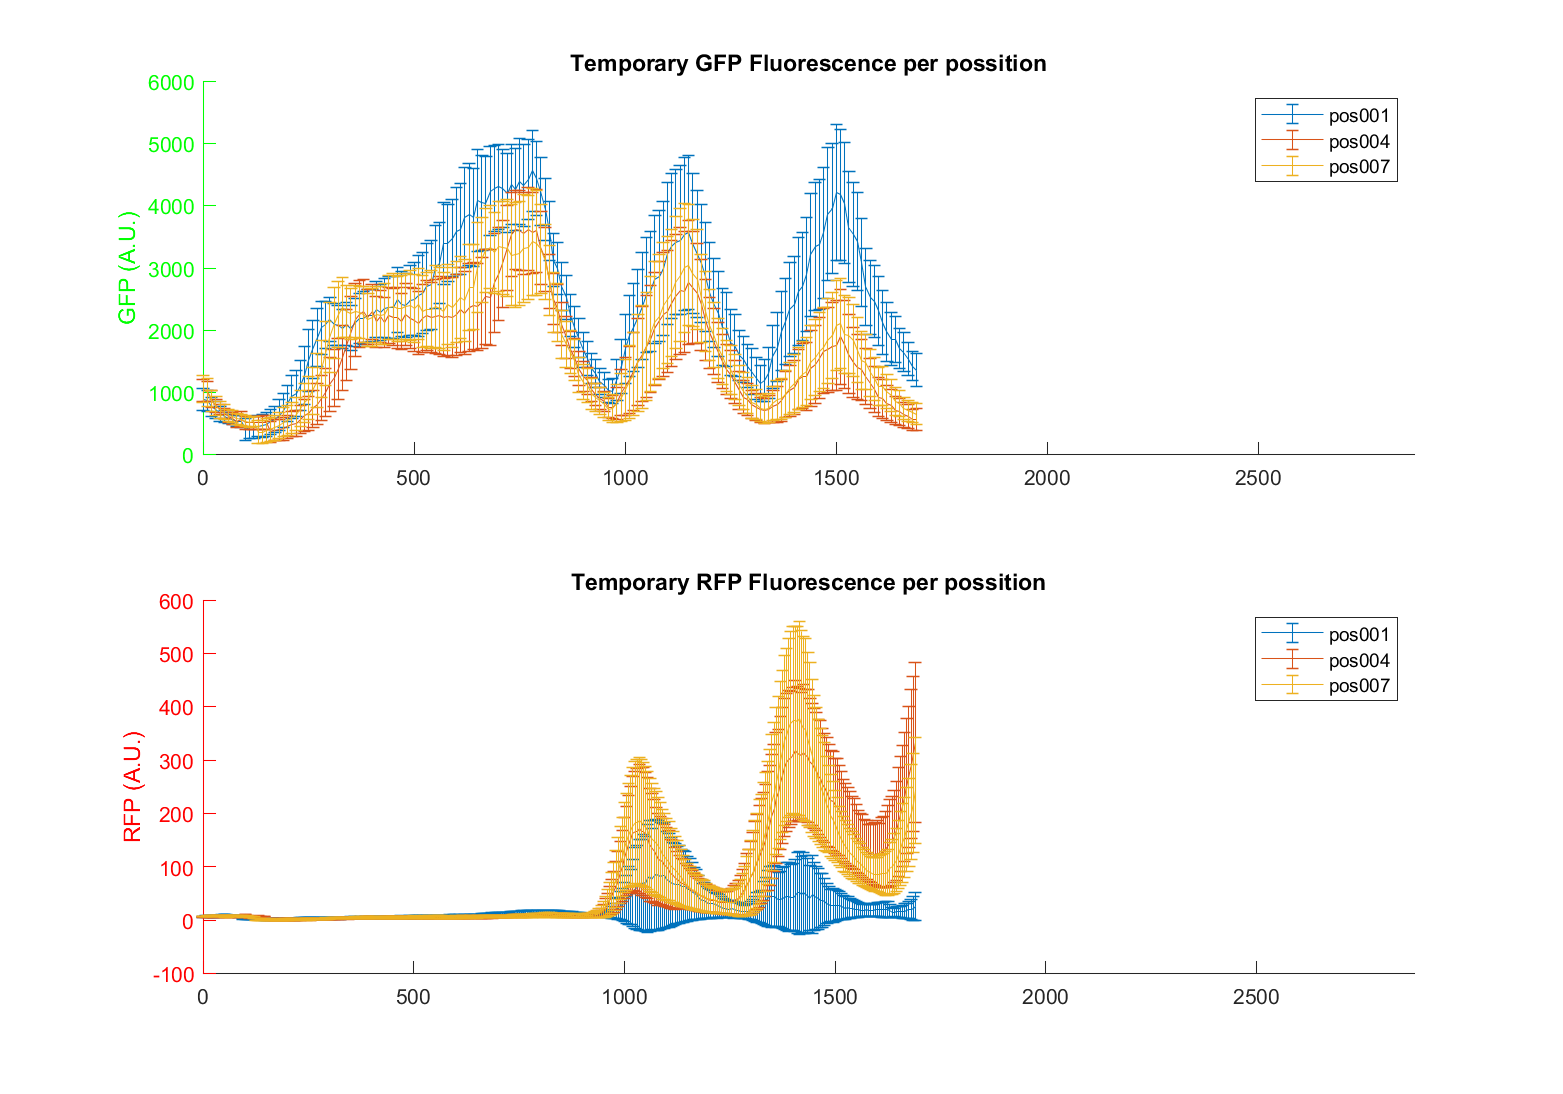 Temporary GFP Fluorescence per possition
6000
5000
4000
3000
2000
1000
0
GFP (A.U.)
0 500 1000 1500 2000 2500
pos001
pos004
pos007
Temporary RFP Fluorescence per possition
600
500
400
300
200
100
0
-100
RFP (A.U.)
0 500 1000 1500 2000 2500
pos001
pos004
pos007